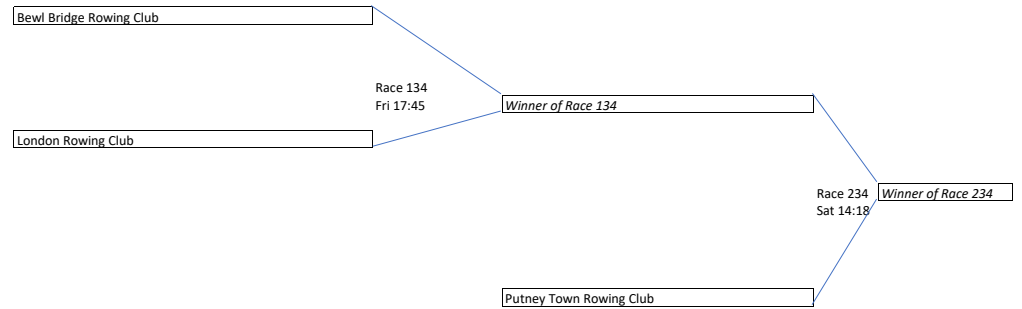 Bewl Bridge Rowing Club
Race 134
Fri 17:45
Winner of Race 134
London Rowing Club
Race 234
Sat 14:18
Winner of Race 234
Putney Town Rowing Club